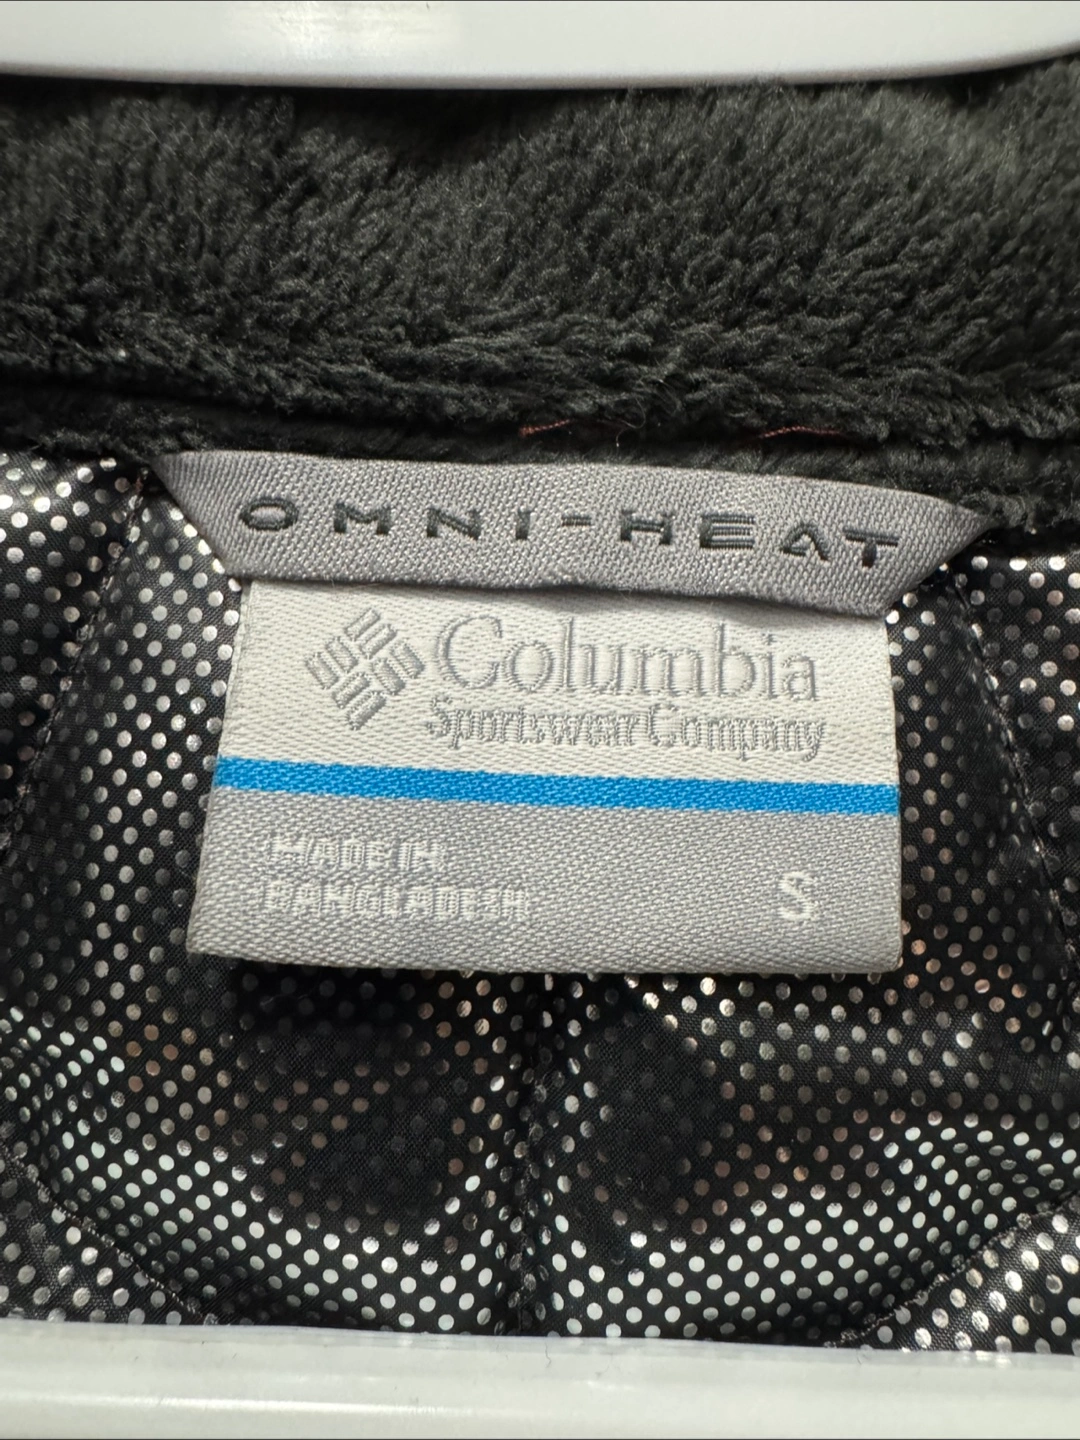 OMNI-HEAT
Columbia
Sportswear Company
MADE IN
BANGLADESH
S